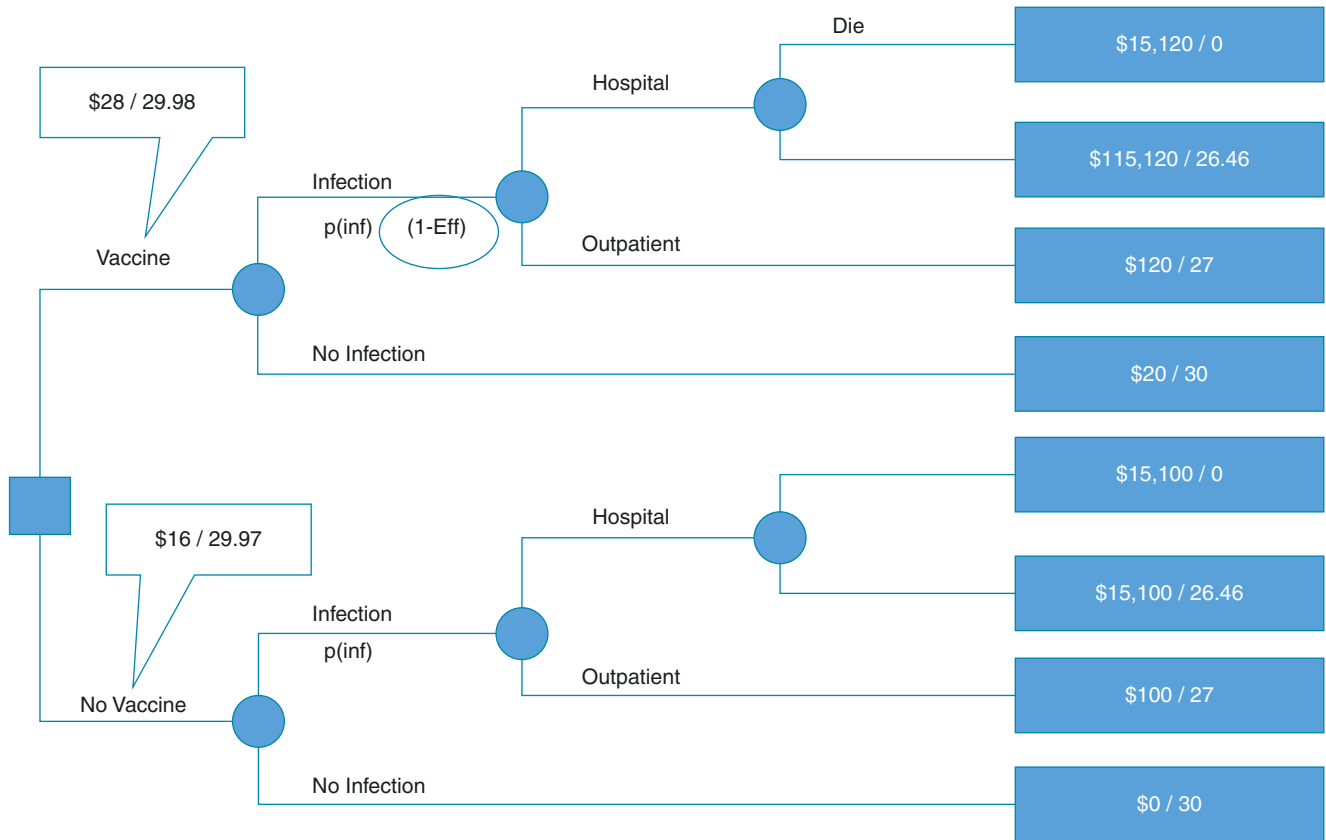 Die
$15,120 / 0
Hospital
$28 / 29.98
$115,120 / 26.46
Infection
p(inf) (1-Eff)
Outpatient
$120 / 27
Vaccine
No Infection
$20 / 30
$15,100 / 0
Hospital
$16 / 29.97
$15,100 / 26.46
Infection
p(inf)
Outpatient
$100 / 27
No Vaccine
No Infection
$0 / 30